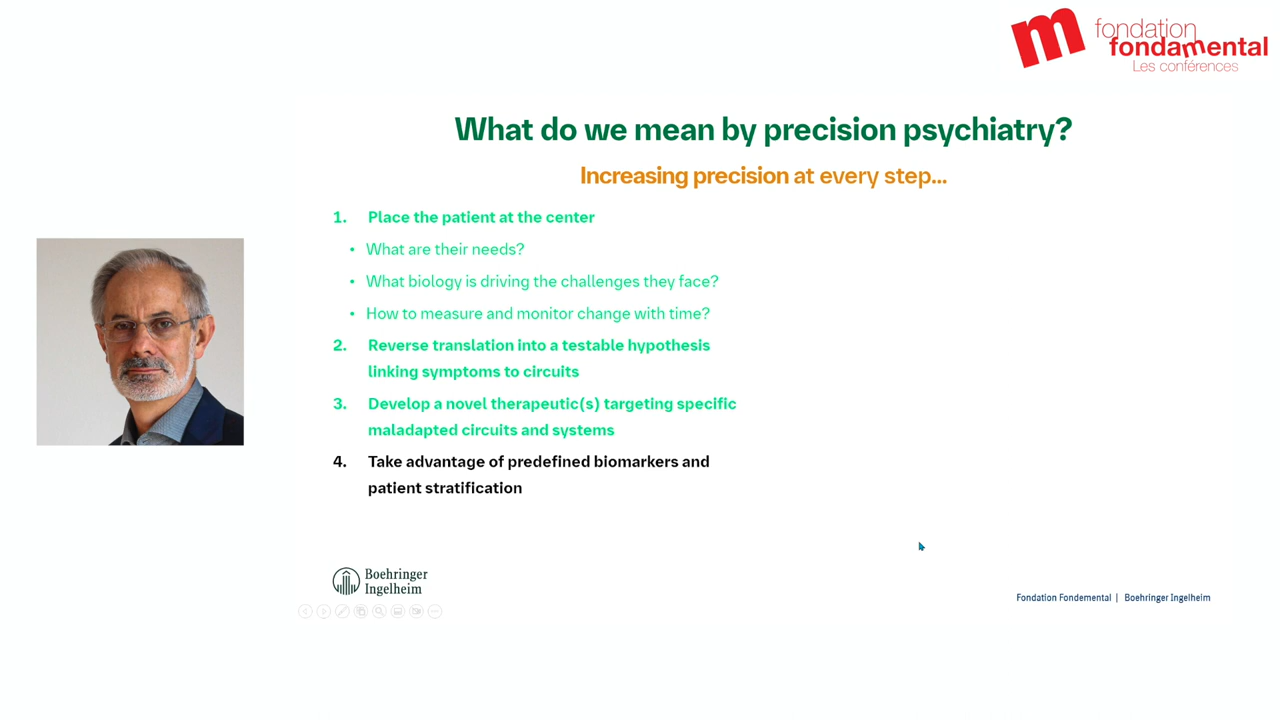 m fondation
fondamental
Les conférences
What do we mean by precision psychiatry?
Increasing precision at every step...
1. Place the patient at the center
• What are their needs?
• What biology is driving the challenges they face?
• How to measure and monitor change with time?
2. Reverse translation into a testable hypothesis
linking symptoms to circuits
3. Develop a novel therapeutic(s) targeting specific
maladapted circuits and systems
4. Take advantage of predefined biomarkers and
patient stratification
Boehringer
Ingelheim
Fondation Fondemental | Boehringer Ingelheim